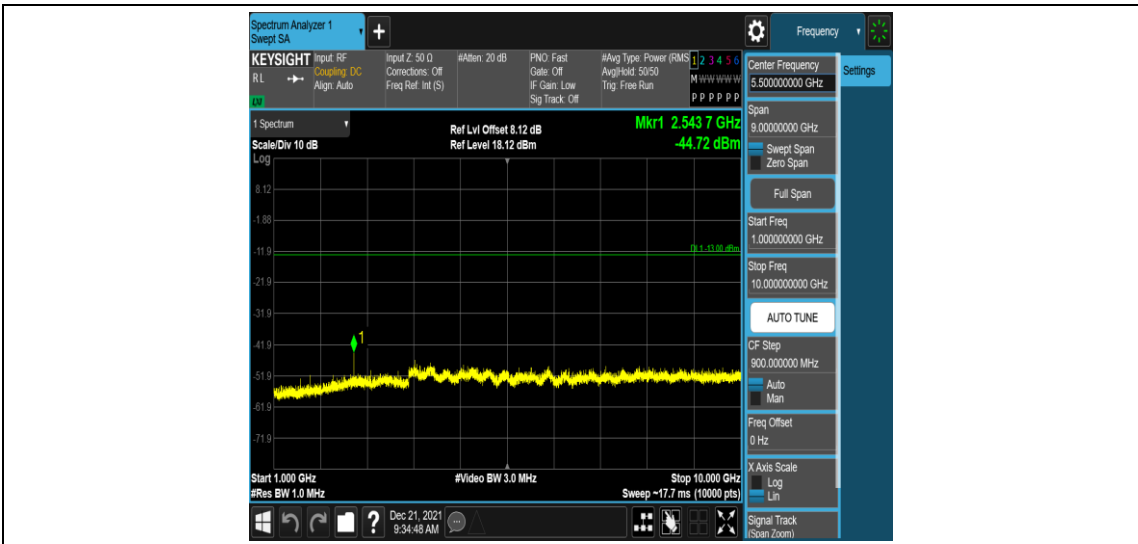 Spectrum Analyzer 1
Swept SA
+
Frequency
KEYSIGHT
RL
Input: RF
Coupling: DC
Align: Auto
Input Z: 50 Ω
Corrections: Off
Freq Ref: Int (S)
#Atten: 20 dB
PNO: Fast
Gate: Off
IF Gain: Low
Sig Track: Off
#Avg Type: Power (RMS
Avg|Hold: 50/50
Trig: Free Run
1 2 3 4 5 6
M W W W W W
P P P P P P
1 Spectrum
Scale/Div 10 dB
Log
Ref Lvl Offset 8.12 dB
Ref Level 18.12 dBm
Mkr1 2.543 7 GHz
-44.72 dBm
8.12
-1.88
-11.9
-21.9
-31.9
-41.9
-51.9
-61.9
-71.9
DL1 -13.00 dBm
1
Start 1.000 GHz
#Res BW 1.0 MHz
#Video BW 3.0 MHz
Stop 10.000 GHz
Sweep ~17.7 ms (10000 pts)
?
Dec 21, 2021
9:34:48 AM
Center Frequency
5.500000000 GHz
Settings
Span
9.00000000 GHz
Swept Span
Zero Span
Full Span
Start Freq
1.000000000 GHz
Stop Freq
10.000000000 GHz
AUTO TUNE
CF Step
900.000000 MHz
Auto
Man
Freq Offset
0 Hz
X Axis Scale
Log
Lin
Signal Track
(Span Zoom)